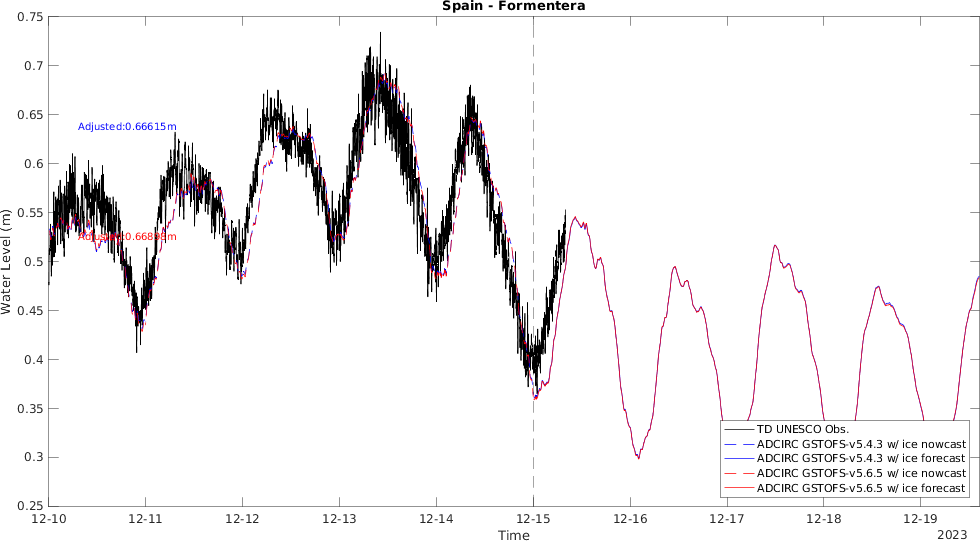 Spain - Formentera
0.75
0.7
0.65
0.6
0.55
0.5
0.45
0.4
0.35
0.3
0.25
Water Level (m)
Adjusted:0.66615m
TD UNESCO Obs.
ADCIRC GSTOFS-v5.4.3 w/ ice nowcast
ADCIRC GSTOFS-v5.4.3 w/ ice forecast
ADCIRC GSTOFS-v5.6.5 w/ ice nowcast
ADCIRC GSTOFS-v5.6.5 w/ ice forecast
12-10 12-11 12-12 12-13 12-14 12-15 12-16 12-17 12-18 12-19
Time
2023